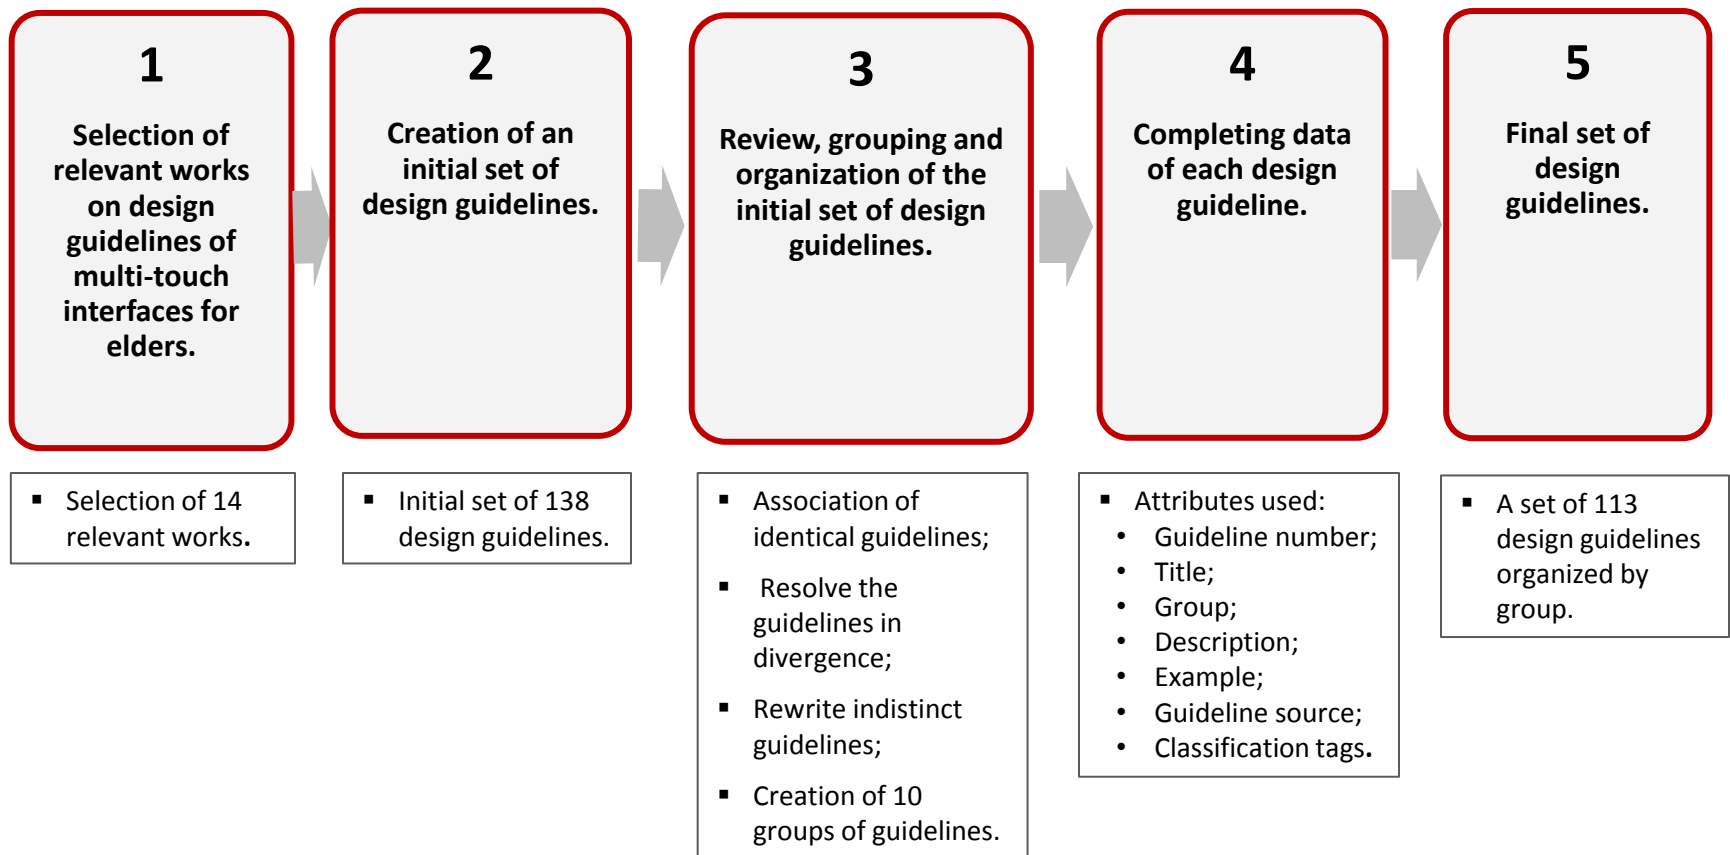 1
Selection of
relevant works
on design
guidelines of
multi-touch
interfaces for
elders.
2
Creation of an
initial set of
design guidelines.
3
Review, grouping and
organization of the
initial set of design
guidelines.
4
Completing data
of each design
guideline.
5
Final set of
design
guidelines.
▪ Selection of 14
relevant works.
▪ Initial set of 138
design guidelines.
▪ Association of
identical guidelines;
▪ Resolve the
guidelines in
divergence;
▪ Rewrite indistinct
guidelines;
▪ Creation of 10
groups of guidelines.
▪ Attributes used:
• Guideline number;
• Title;
• Group;
• Description;
• Example;
• Guideline source;
• Classification tags.
▪ A set of 113
design guidelines
organized by
group.